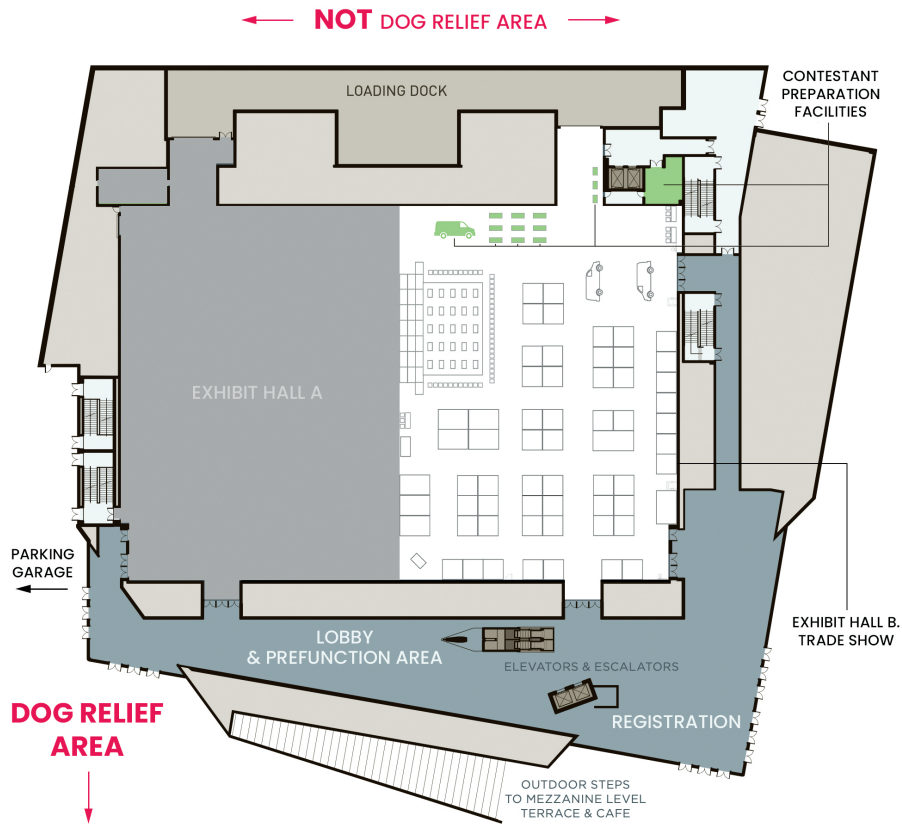 NOT DOG RELIEF AREA
LOADING DOCK
CONTESTANT
PREPARATION
FACILITIES
EXHIBIT HALL A
PARKING
GARAGE
EXHIBIT HALL B.
TRADE SHOW
LOBBY
& PREFUNCTION AREA
ELEVATORS & ESCALATORS
REGISTRATION
DOG RELIEF
AREA
OUTDOOR STEPS
TO MEZZANINE LEVEL
TERRACE & CAFE